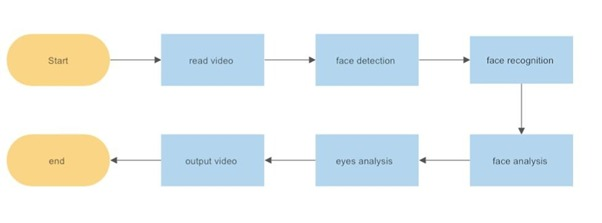 Start
read video
face detection
face recognition
face analysis
eyes analysis
output video
end